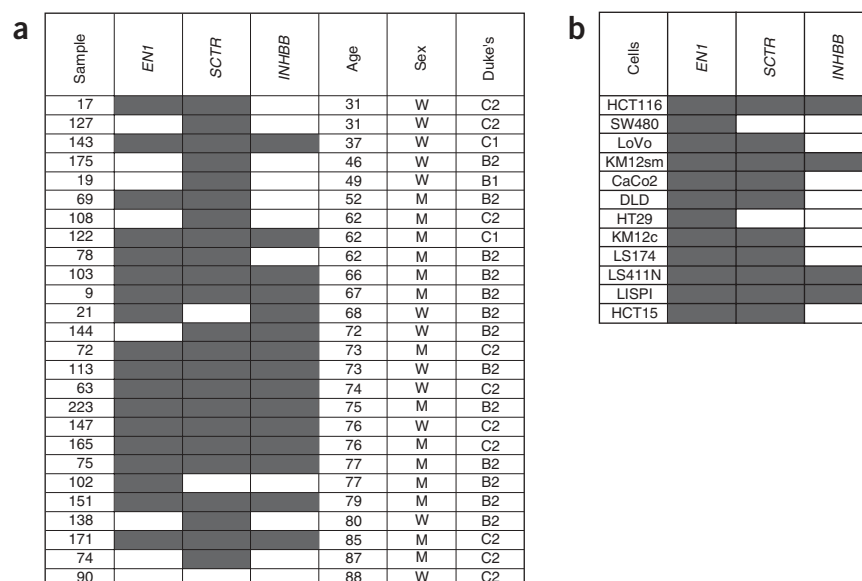 a
Sample EN1 SCTR INHBB Age Sex Duke's
17 31 W C2
127 31 W C2
143 37 W C1
175 46 W B2
19 49 W B1
69 52 M B2
108 62 M C2
122 62 M C1
78 62 M B2
103 66 M B2
9 67 M B2
21 68 W B2
144 72 W B2
72 73 M C2
113 73 W B2
63 74 W C2
223 75 M B2
147 76 W C2
165 76 M C2
75 77 M B2
102 77 M B2
151 79 M B2
138 80 W B2
171 85 M C2
74 87 M C2
90 88 W C2
b
Cells EN1 SCTR INHBB
HCT116
SW480
LoVo
KM12sm
CaCo2
DLD
HT29
KM12c
LS174
LS411N
LISPI
HCT15